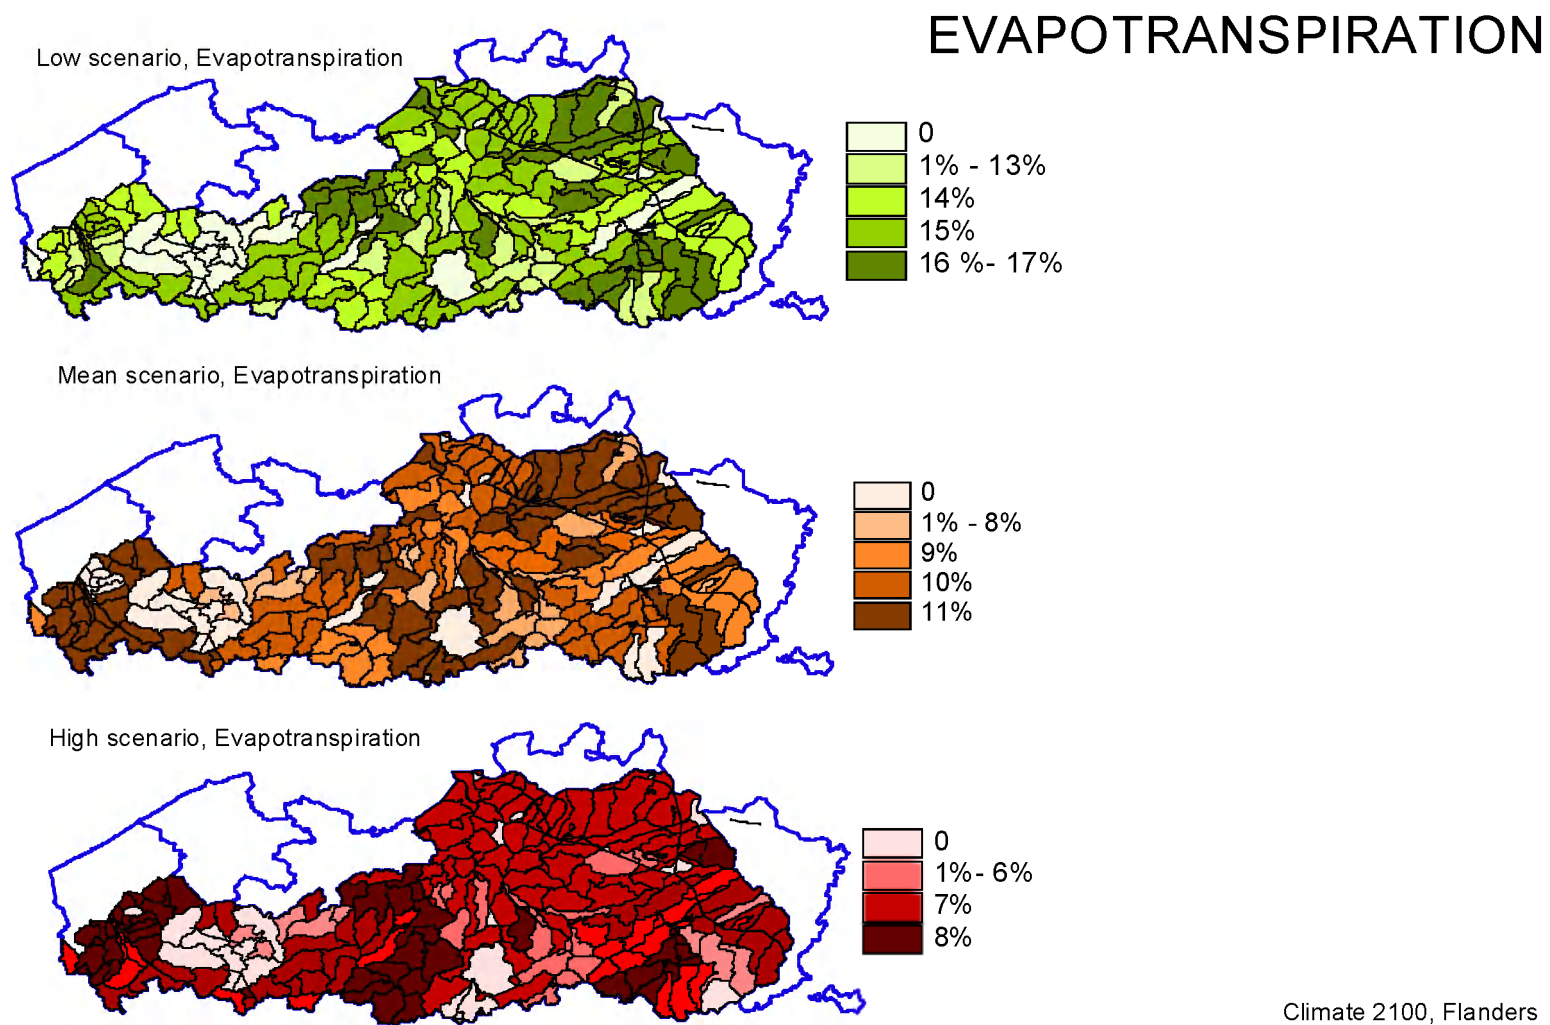 EVAPOTRANSPIRATION
Low scenario, Evapotranspiration
0
1% - 13%
14%
15%
16 %- 17%
Mean scenario, Evapotranspiration
0
1% - 8%
9%
10%
11%
High scenario, Evapotranspiration
0
1%- 6%
7%
8%
Climate 2100, Flanders